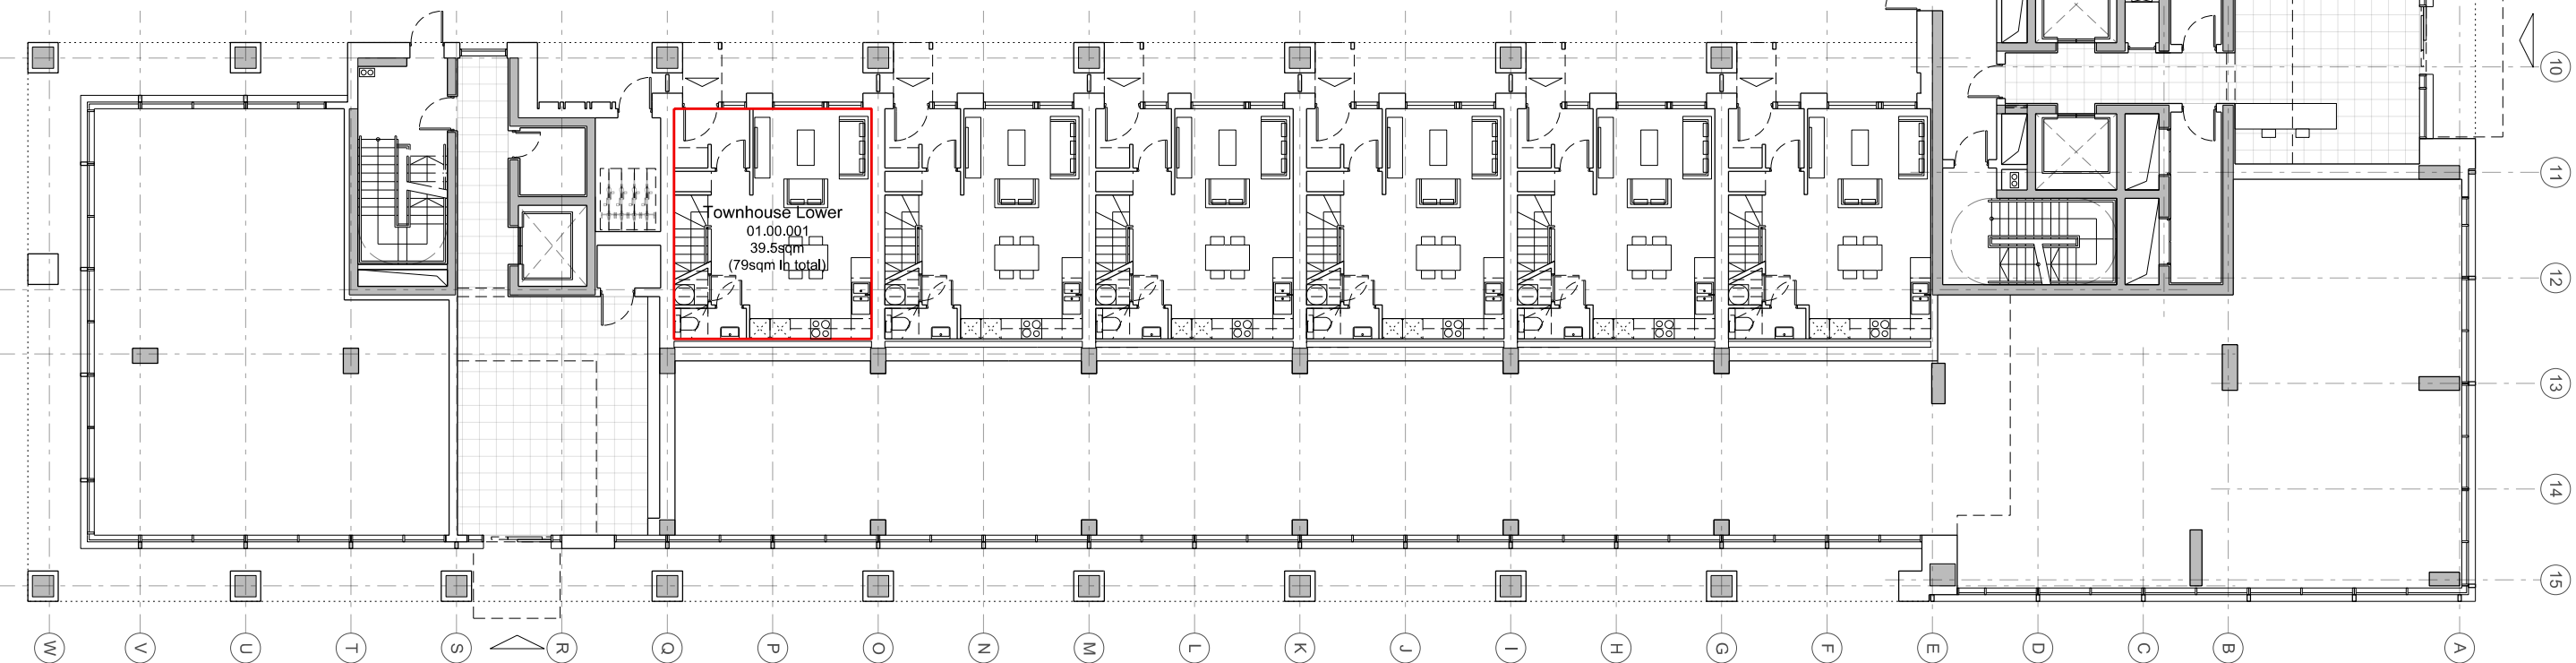 10
11
Townhouse Lower
01.00.001
39.5sqm
(79sqm In total)
12
13
14
15
W
V
U
T
S
R
Q
P
O
N
M
L
K
J
I
H
G
F
E
D
C
B
A